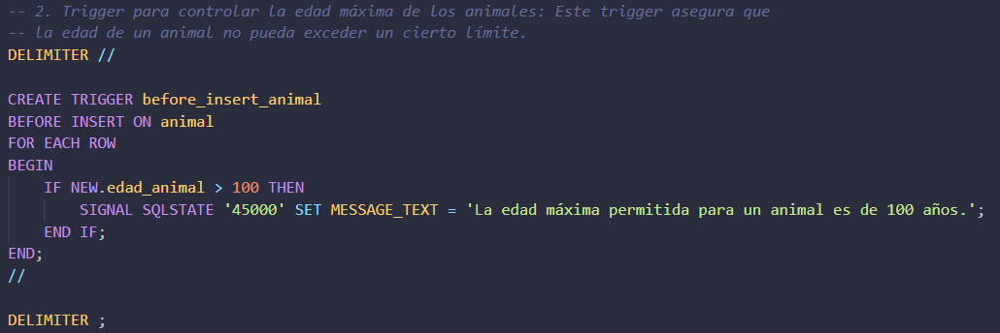 -- 2. Trigger para controlar la edad máxima de los animales: Este trigger asegura que
-- la edad de un animal no pueda exceder un cierto límite.
DELIMITER //
CREATE TRIGGER before_insert_animal
BEFORE INSERT ON animal
FOR EACH ROW
BEGIN
    IF NEW.edad_animal > 100 THEN
        SIGNAL SQLSTATE '45000' SET MESSAGE_TEXT = 'La edad máxima permitida para un animal es de 100 años.';
    END IF;
END;
//
DELIMITER ;